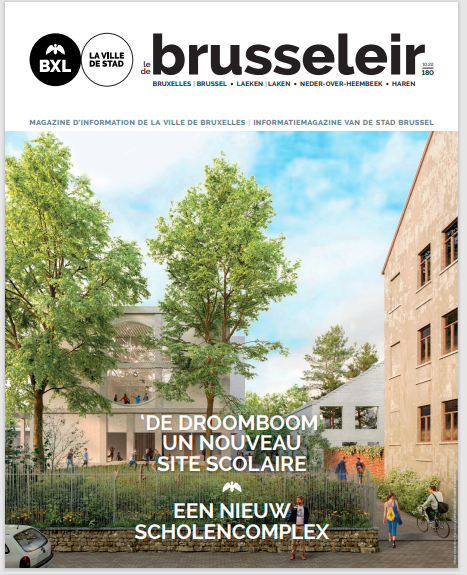 BXL
LA VILLE
DE STAD
le
de
brusseleir
10.22
180
BRUXELLES | BRUSSEL • LAEKEN | LAKEN • NEDER-OVER-HEEMBEEK • HAREN
MAGAZINE D'INFORMATION DE LA VILLE DE BRUXELLES | INFORMATIEMAGAZINE VAN DE STAD BRUSSEL
‘DE DROOMBOOM’
UN NOUVEAU
SITE SCOLAIRE
EEN NIEUW
SCHOLENCOMPLEX